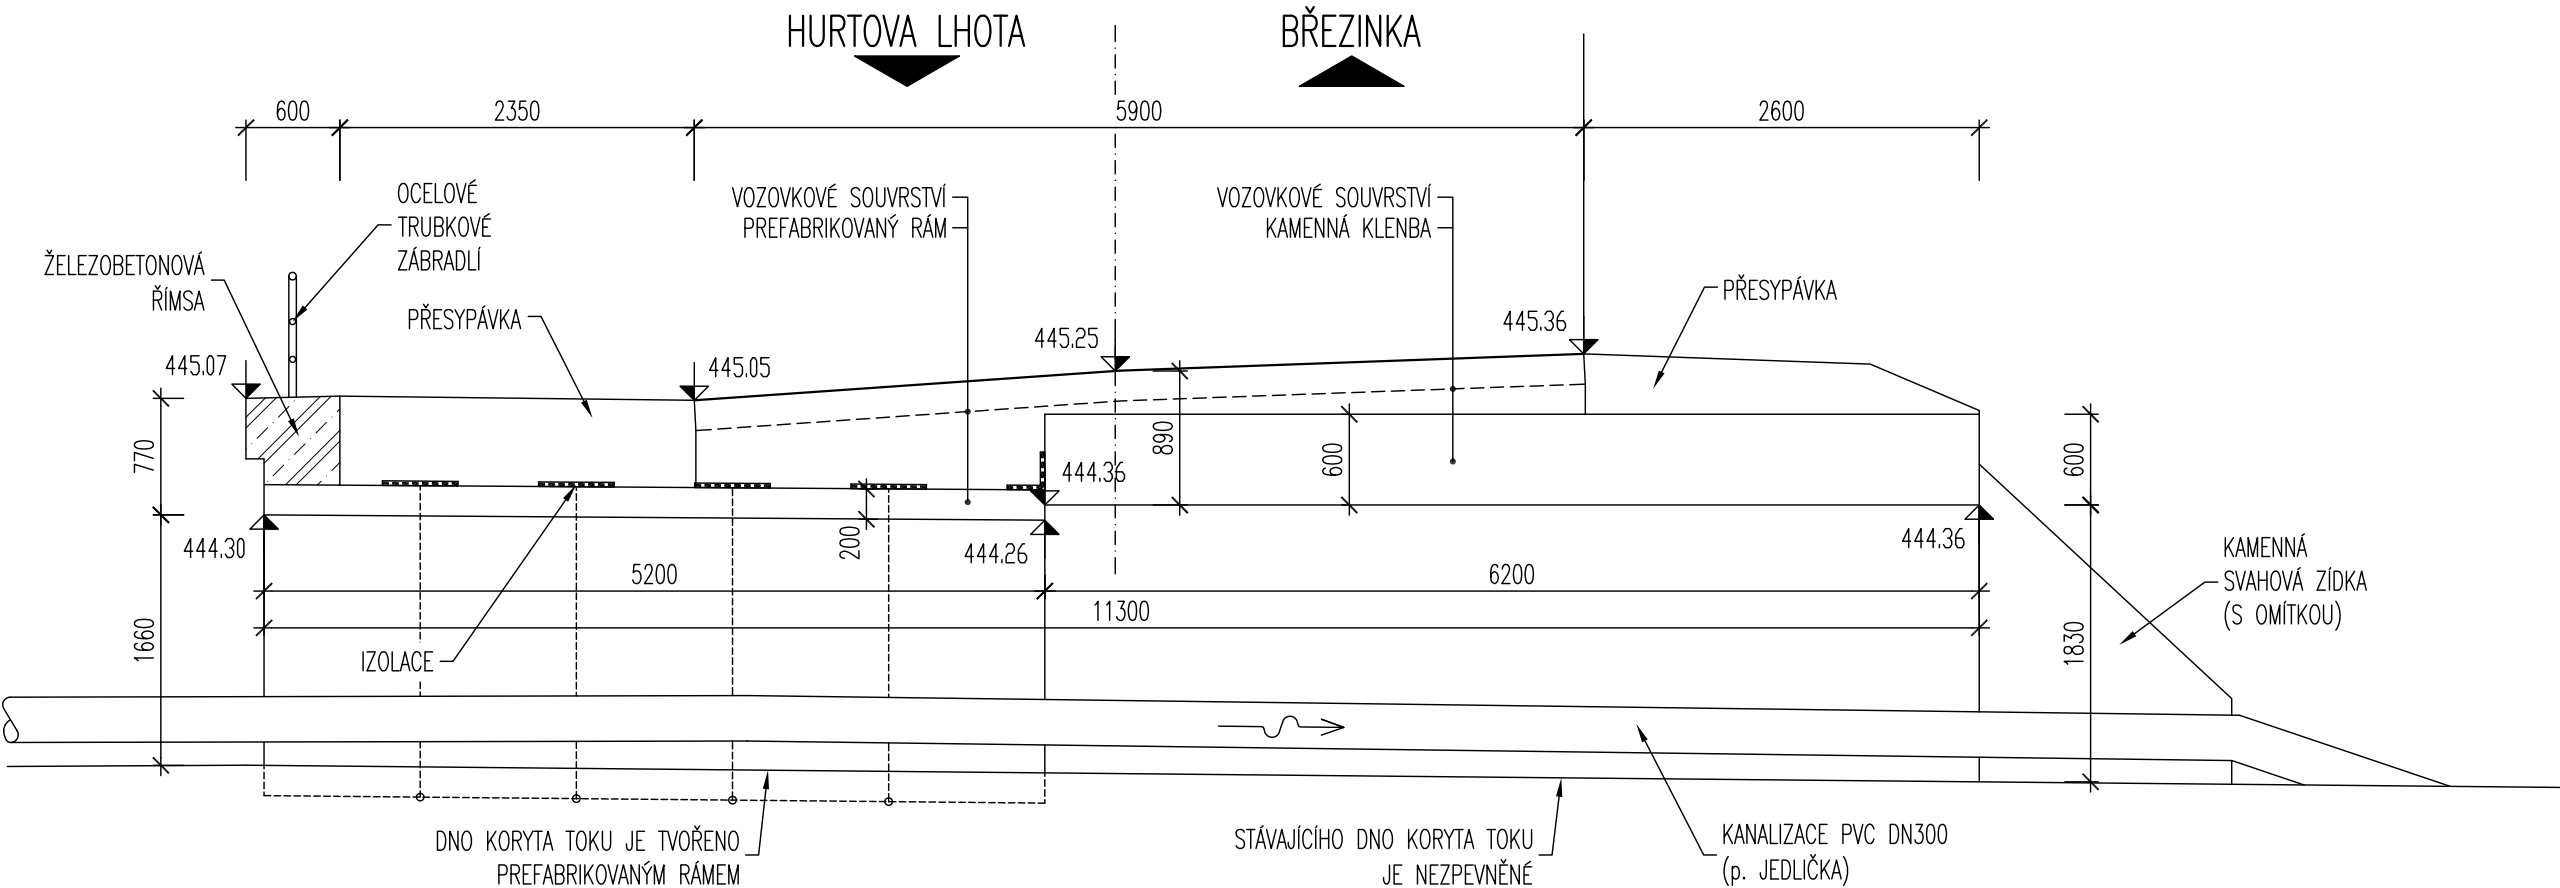 HURTOVA LHOTA
BŘEZINKA
600
2350
5900
2600
OCELOVÉ
TRUBKOVÉ
ZÁBRADLÍ
VOZOVKOVÉ SOUVRSTVÍ
PREFABRIKOVANÝ RÁM
VOZOVKOVÉ SOUVRSTVÍ
KAMENNÁ KLENBA
ŽELEZOBETONOVÁ
ŘÍMSA
PŘESYPÁVKA
PŘESYPÁVKA
445.07
445.05
445.25
445.36
770
890
600
600
444.36
200
444.30
444.26
444.36
5200
6200
11300
1660
1830
IZOLACE
KAMENNÁ
SVAHOVÁ ZÍDKA
(S OMÍTKOU)
DNO KORYTA TOKU JE TVOŘENO
PREFABRIKOVANÝM RÁMEM
STÁVAJÍCÍHO DNO KORYTA TOKU
JE NEZPEVNĚNÉ
KANALIZACE PVC DN300
(p. JEDLIČKA)